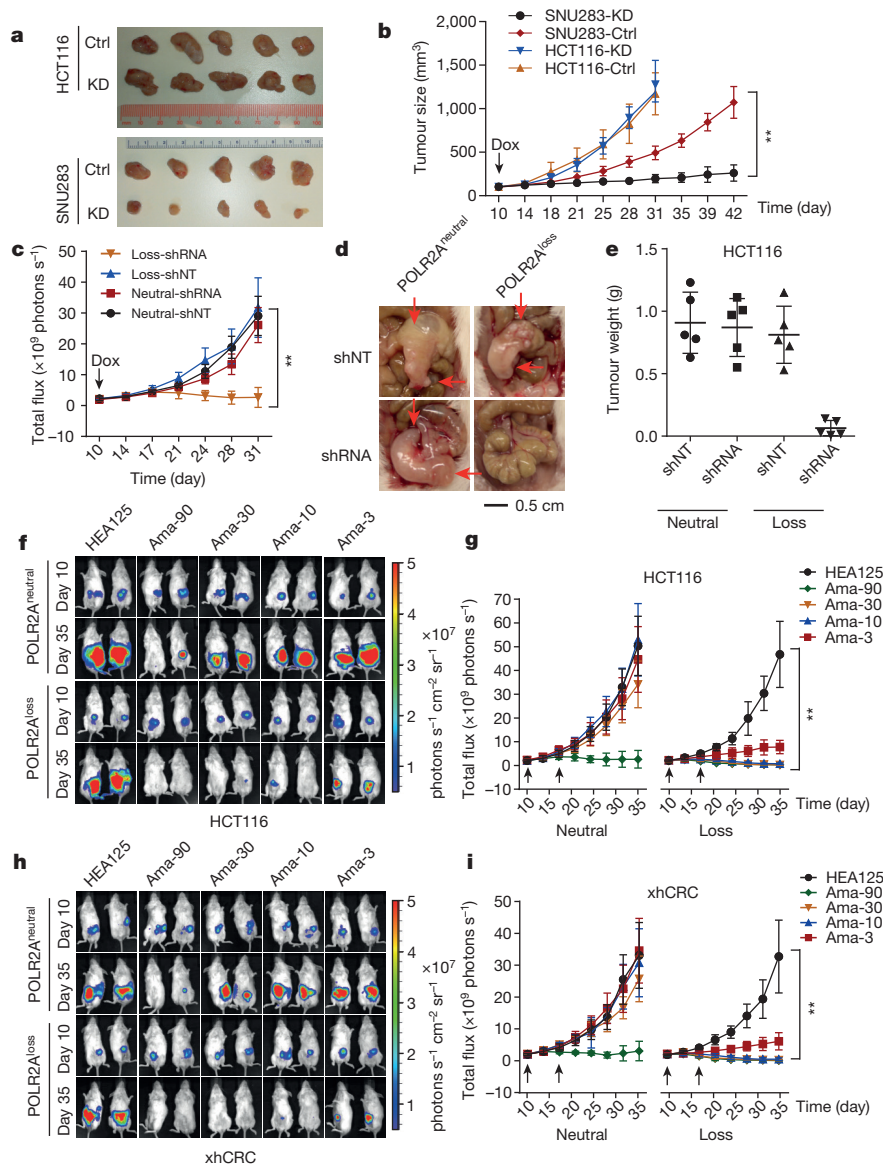 a
HCT116
Ctrl
KD
SNU283
Ctrl
KD
b
Tumour size (mm³)
2,000
1,500
1,000
500
0
SNU283-KD
SNU283-Ctrl
HCT116-KD
HCT116-Ctrl
Dox
**
10 14 18 21 25 28 31 35 39 42
Time (day)
c
Total flux (×10⁹ photons s⁻¹)
50
40
30
20
10
0
−10
Loss-shRNA
Loss-shNT
Neutral-shRNA
Neutral-shNT
Dox
**
10 14 17 21 24 28 31
Time (day)
d
POLR2Aneutral
POLR2Aloss
shNT
shRNA
0.5 cm
e
HCT116
Tumour weight (g)
1.5
1.0
0.5
0.0
shNT shRNA shNT shRNA
Neutral Loss
f
HEA125 Ama-90 Ama-30 Ama-10 Ama-3
POLR2Aneutral
Day 10
Day 35
POLR2Aloss
Day 10
Day 35
5
4
3
2
1
0
×10⁷
photons s⁻¹ cm⁻² sr⁻¹
HCT116
g
HCT116
Total flux (×10⁹ photons s⁻¹)
70
60
50
40
30
20
10
0
−10
10 15 20 25 30 35
10 15 20 25 30 35
Time (day)
Neutral Loss
HEA125
Ama-90
Ama-30
Ama-10
Ama-3
**
h
HEA125 Ama-90 Ama-30 Ama-10 Ama-3
POLR2Aneutral
Day 10
Day 35
POLR2Aloss
Day 10
Day 35
5
4
3
2
1
0
×10⁷
photons s⁻¹ cm⁻² sr⁻¹
xhCRC
i
xhCRC
Total flux (×10⁹ photons s⁻¹)
50
40
30
20
10
0
−10
10 15 20 25 30 35
10 15 20 25 30 35
Time (day)
Neutral Loss
HEA125
Ama-90
Ama-30
Ama-10
Ama-3
**